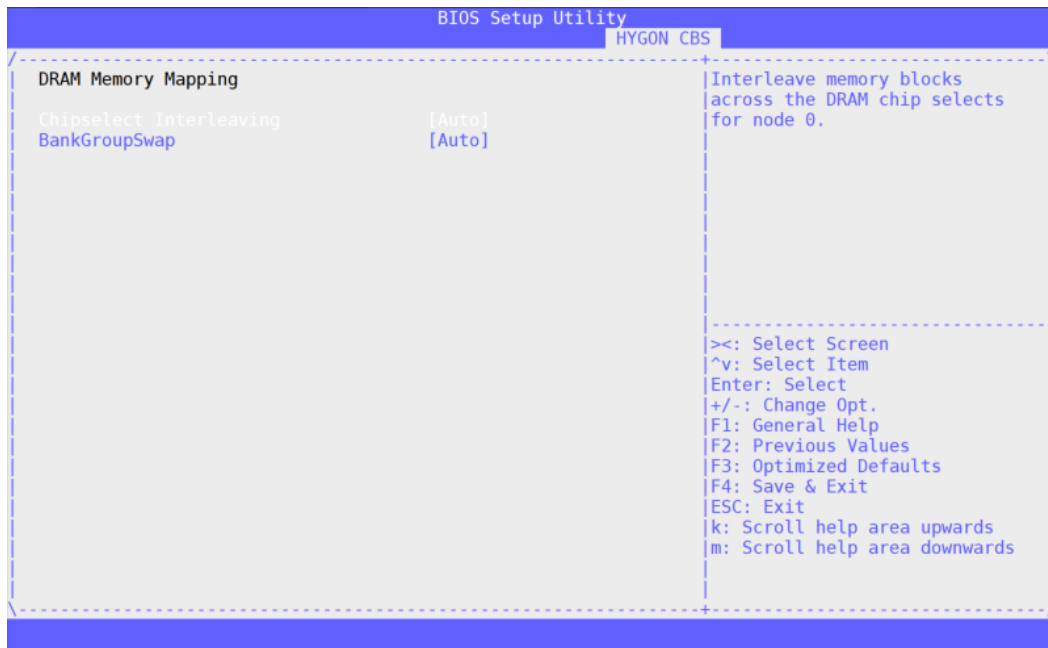 BIOS Setup Utility
HYGON CBS
DRAM Memory Mapping
Chipselect Interleaving [Auto]
BankGroupSwap [Auto]
Interleave memory blocks
across the DRAM chip selects
for node 0.
><: Select Screen
^v: Select Item
Enter: Select
+/-: Change Opt.
F1: General Help
F2: Previous Values
F3: Optimized Defaults
F4: Save & Exit
ESC: Exit
k: Scroll help area upwards
m: Scroll help area downwards